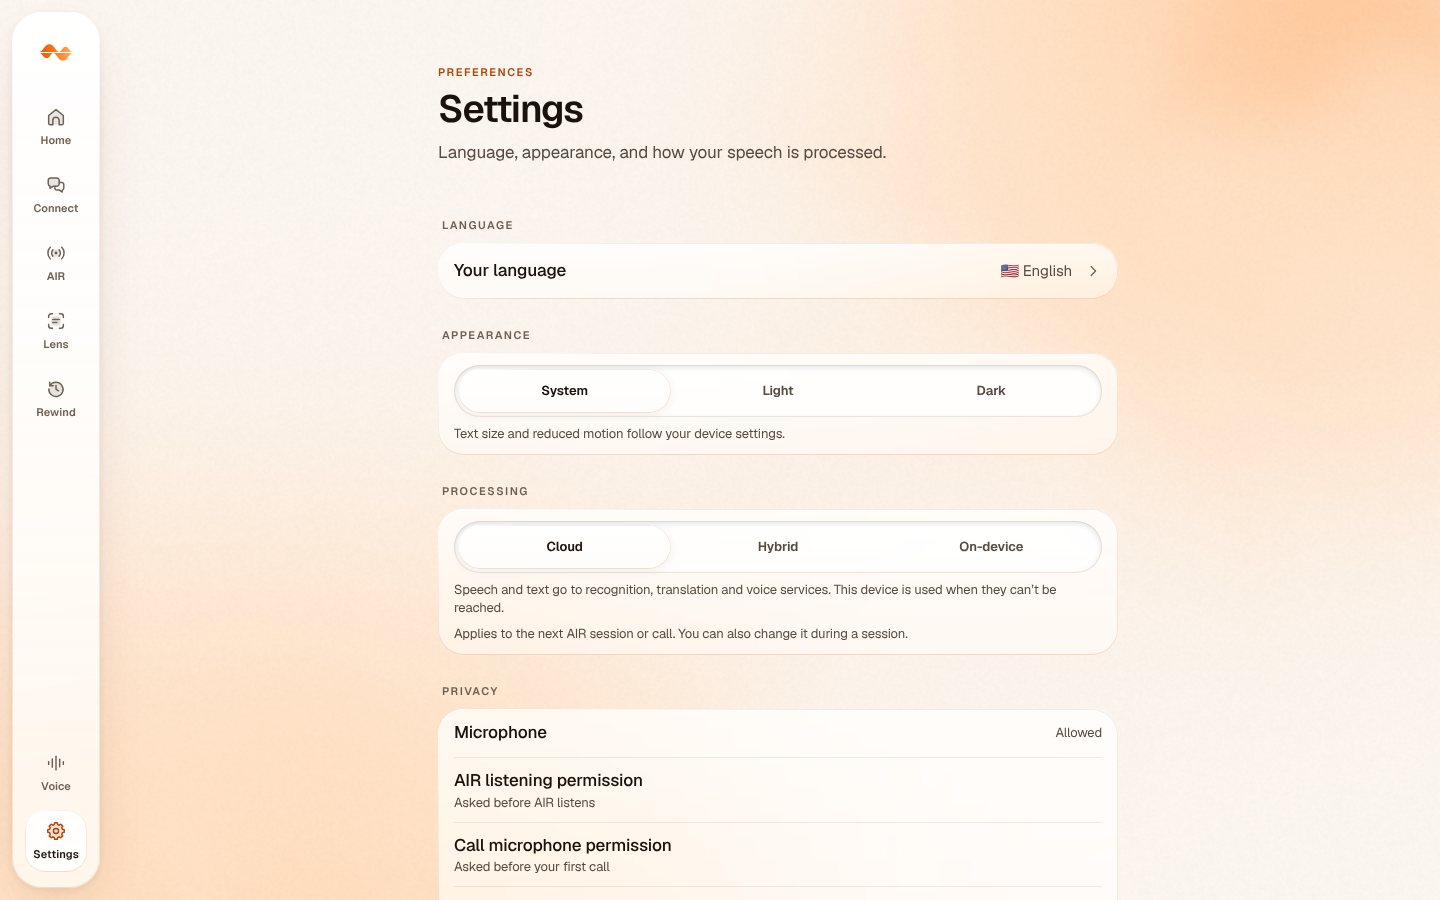 Home
Connect
AIR
Lens
Rewind
Voice
Settings
PREFERENCES
Settings
Language, appearance, and how your speech is processed.
LANGUAGE
Your language
English
APPEARANCE
System
Light
Dark
Text size and reduced motion follow your device settings.
PROCESSING
Cloud
Hybrid
On-device
Speech and text go to recognition, translation and voice services. This device is used when they can't be
reached.
Applies to the next AIR session or call. You can also change it during a session.
PRIVACY
Microphone
Allowed
AIR listening permission
Asked before AIR listens
Call microphone permission
Asked before your first call